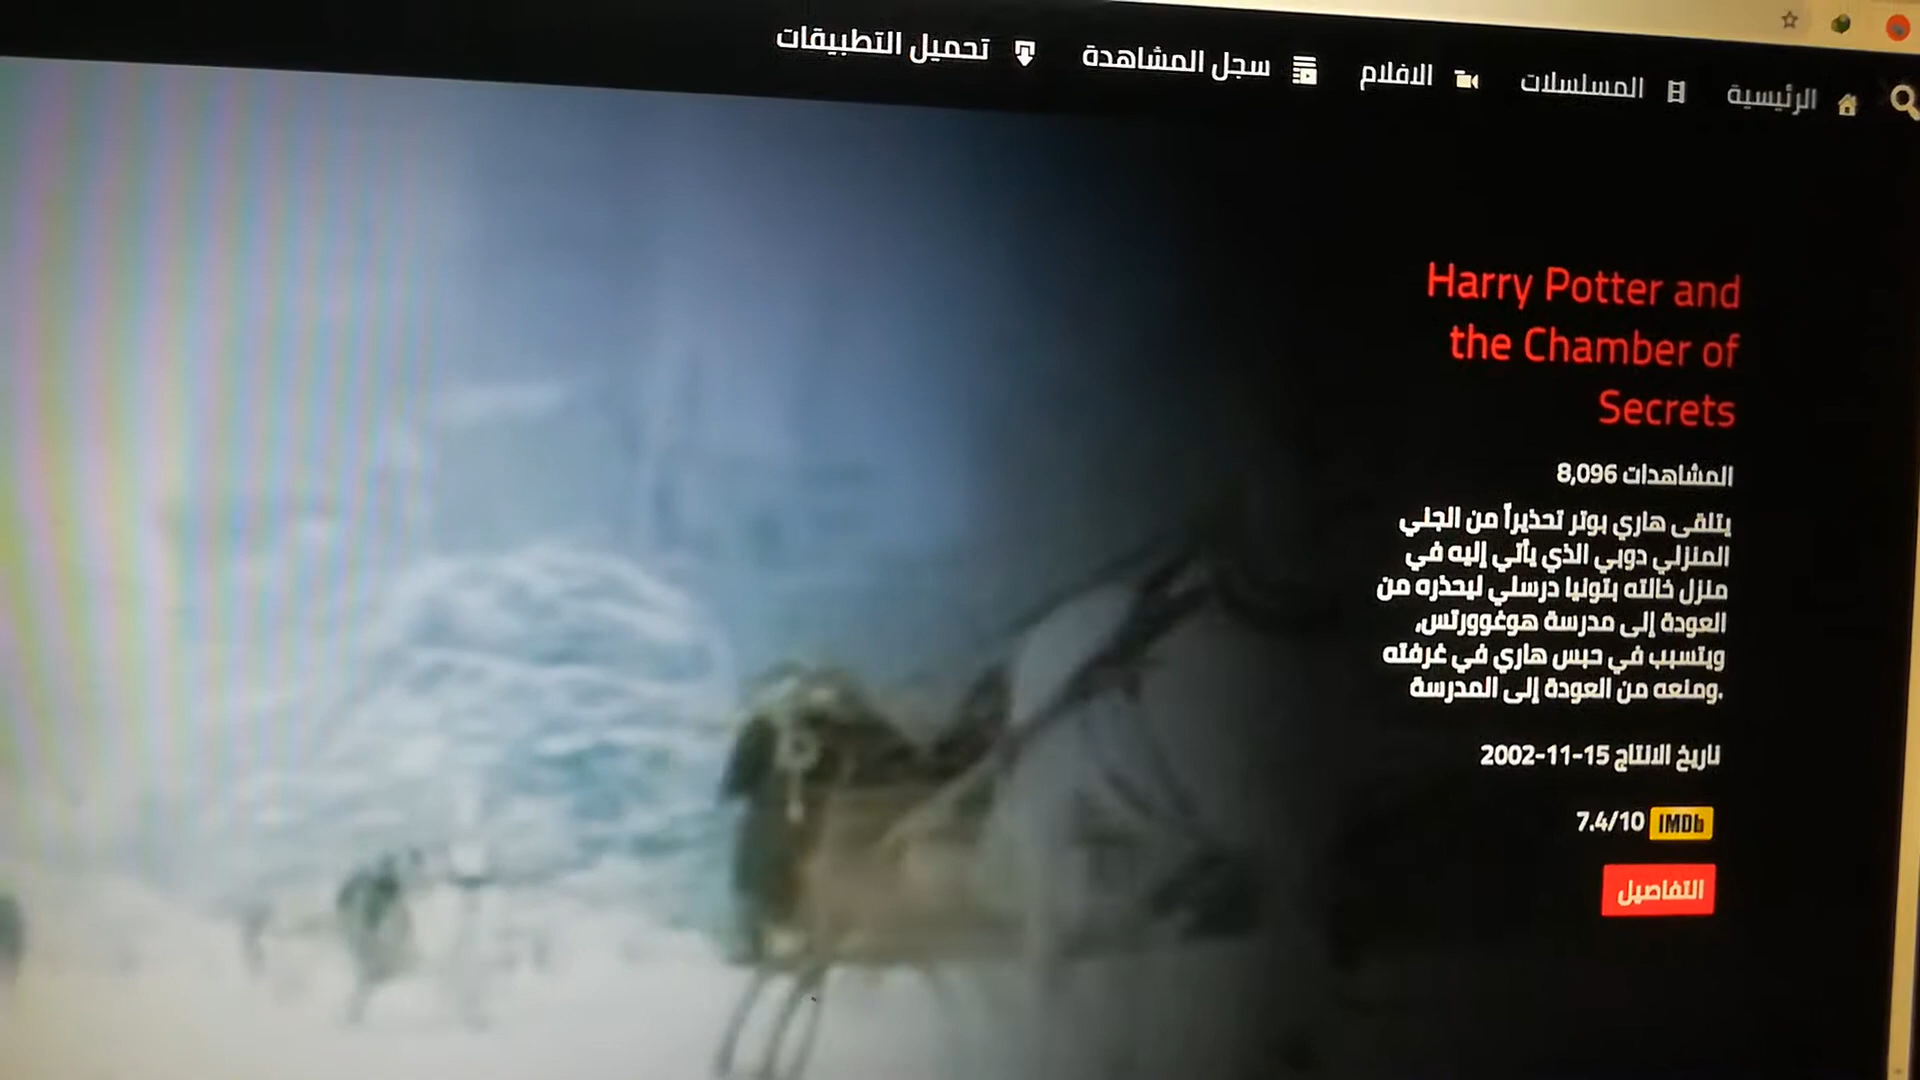 الرئيسية
المسلسلات
الافلام
سجل المشاهدة
تحميل التطبيقات
Harry Potter and
the Chamber of
Secrets
المشاهدات 8,096
يتلقى هاري بوتر تحذيراً من الجني
المنزلي دوبي الذي يأتي إليه في
منزل خالته بتونيا درسلي ليحذره من
العودة إلى مدرسة هوغوورتس,
ويتسبب في حبس هاري في غرفته
.ومنعه من العودة إلى المدرسة
تاريخ الانتاج 15-11-2002
7.4/10 IMDb
التفاصيل